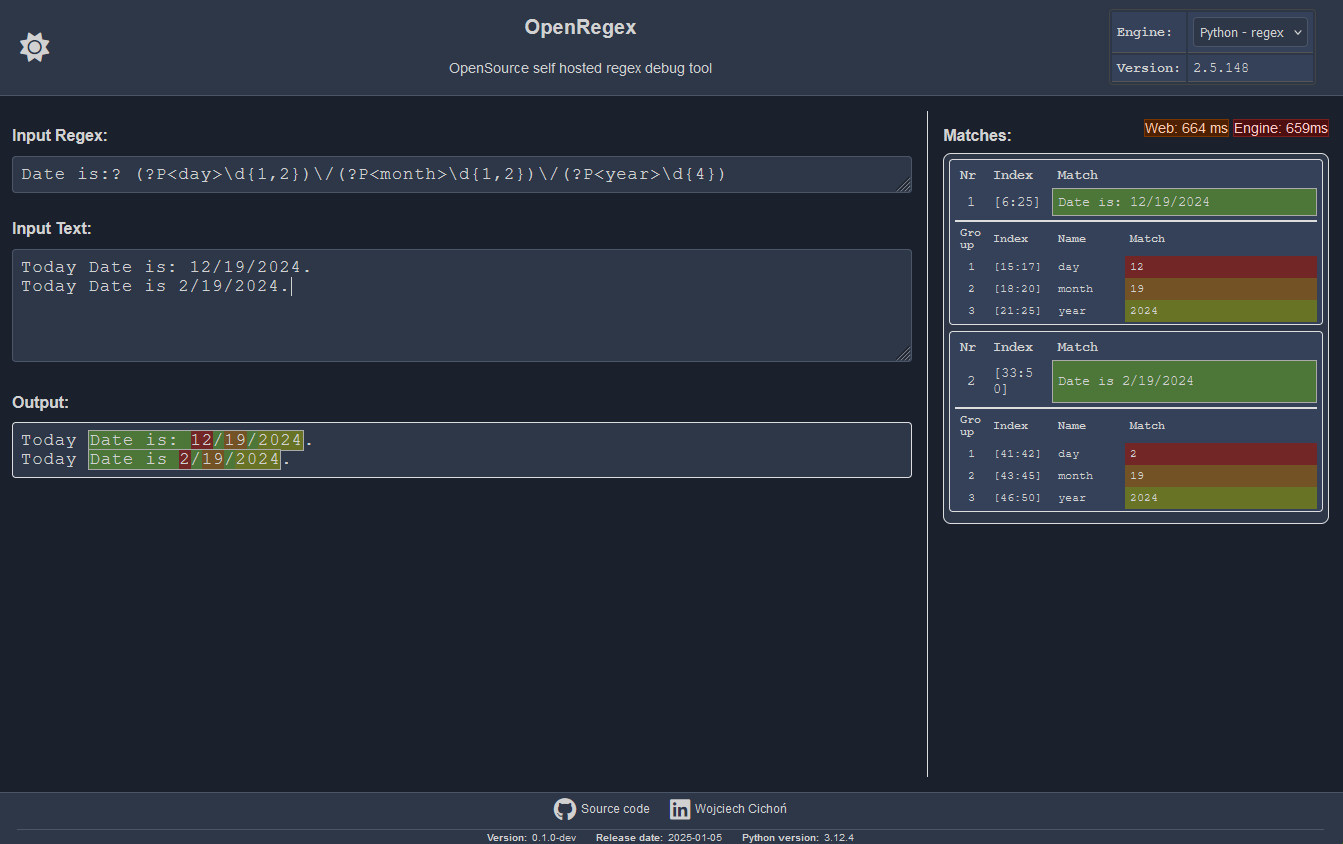 OpenRegex
OpenSource self hosted regex debug tool
Engine: Python - regex
Version: 2.5.148
Input Regex:
Date is:? (?P<day>\d{1,2})\/(?P<month>\d{1,2})\/(?P<year>\d{4})
Input Text:
Today Date is: 12/19/2024.
Today Date is 2/19/2024.
Output:
Today Date is: 12/19/2024.
Today Date is 2/19/2024.
Matches:
Web: 664 ms Engine: 659ms
Nr Index Match
1 [6:25] Date is: 12/19/2024
Gro
up Index Name Match
1 [15:17] day 12
2 [18:20] month 19
3 [21:25] year 2024
Nr Index Match
2 [33:5
0] Date is 2/19/2024
Gro
up Index Name Match
1 [41:42] day 2
2 [43:45] month 19
3 [46:50] year 2024
Source code Wojciech Cichoń
Version: 0.1.0-dev Release date: 2025-01-05 Python version: 3.12.4